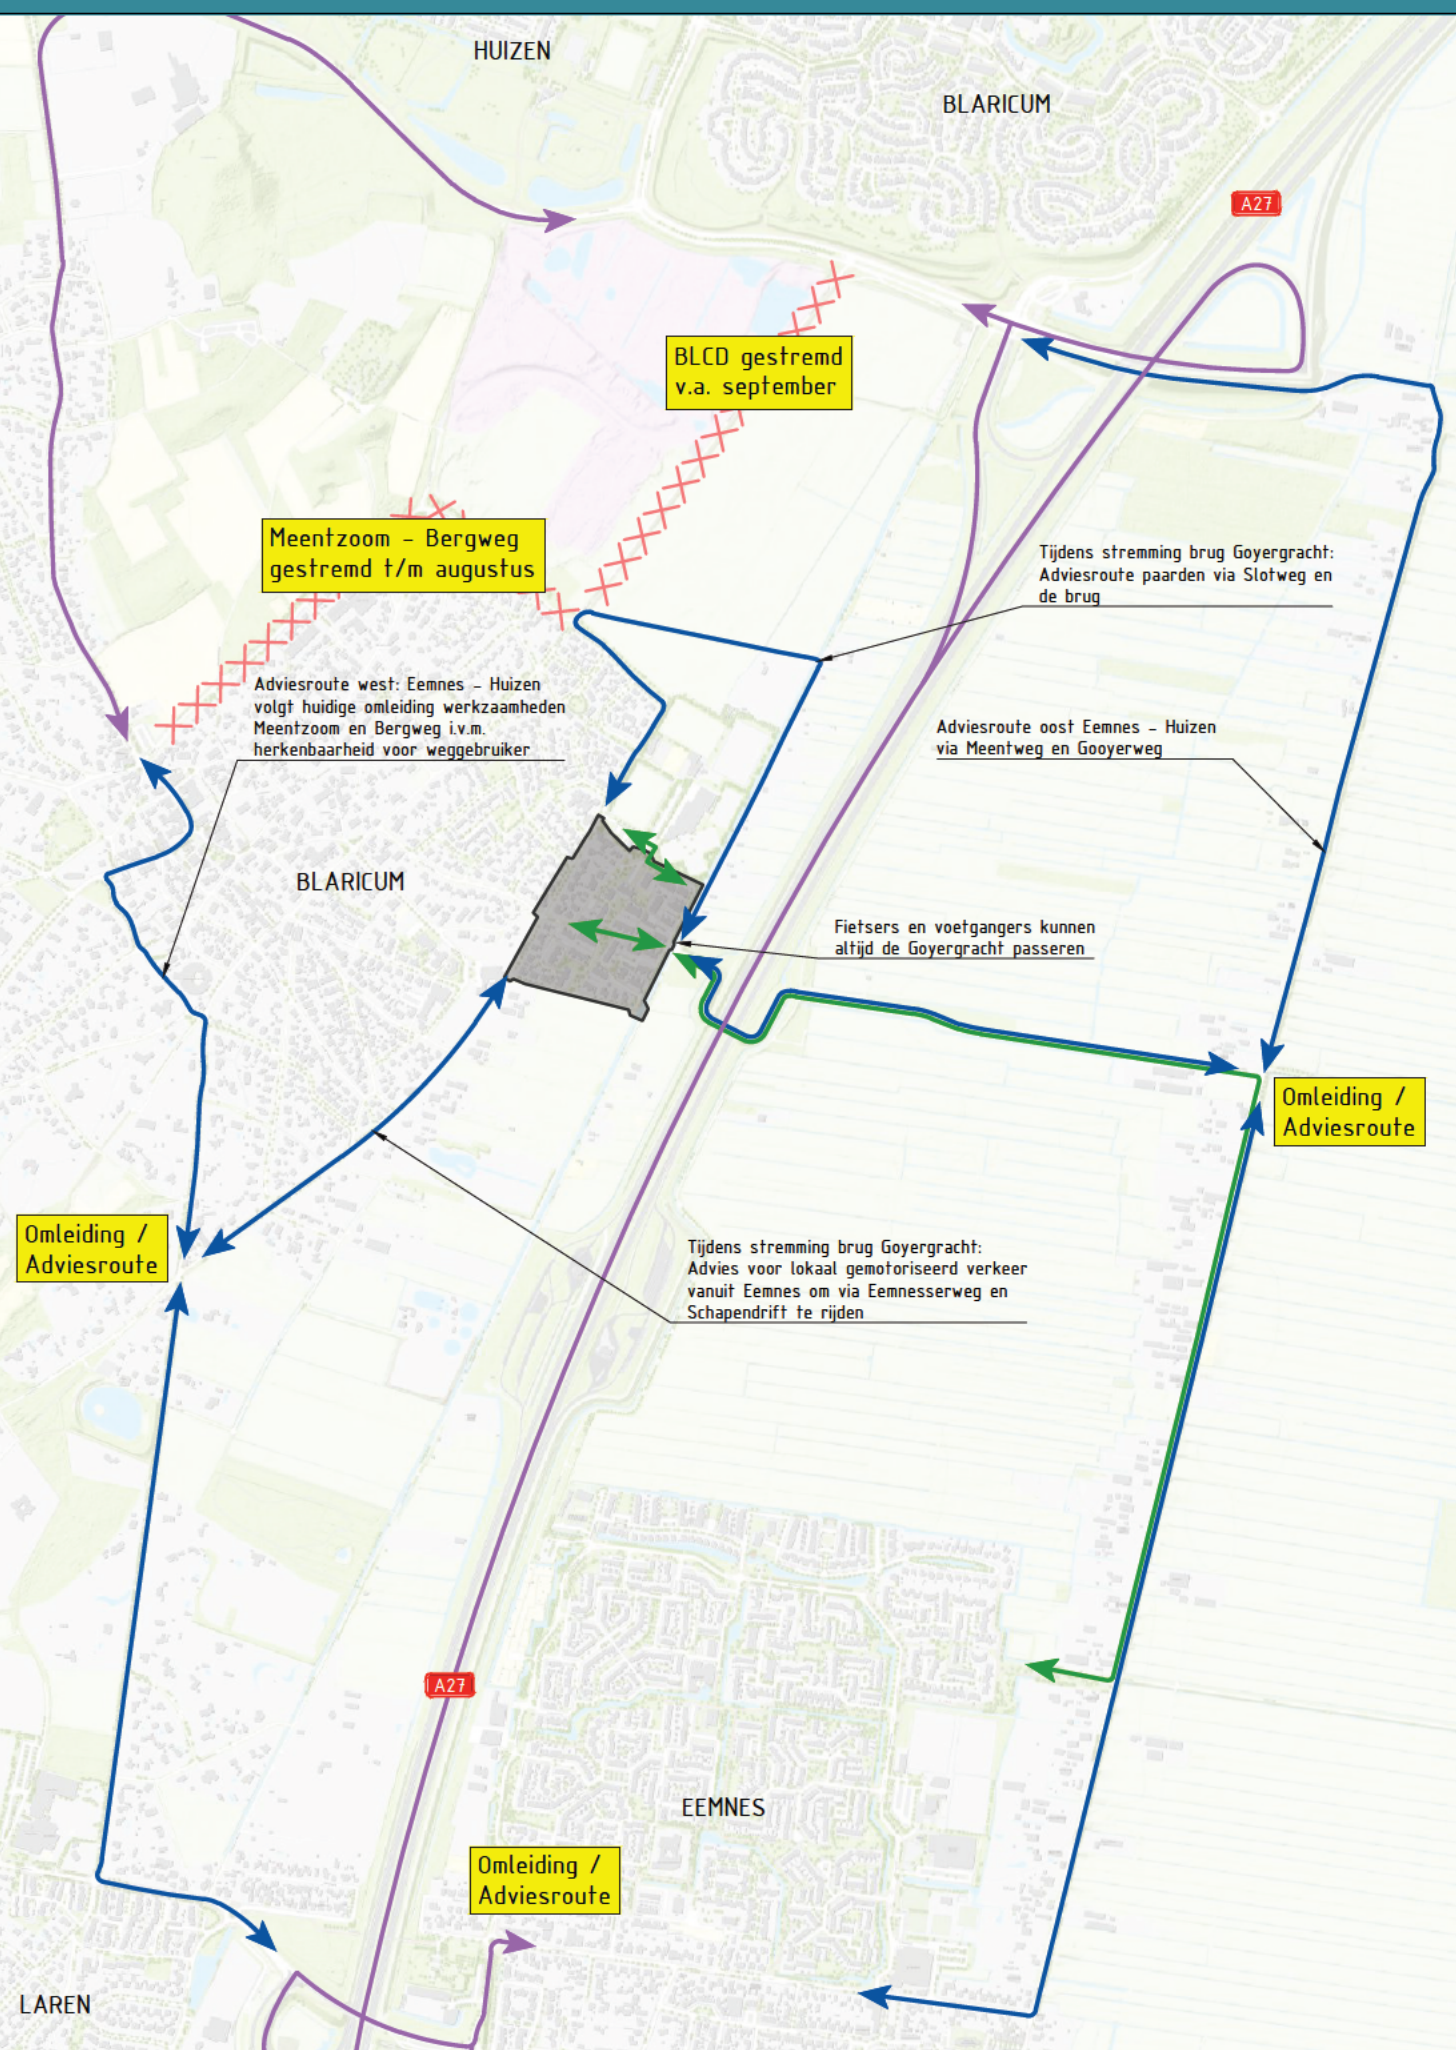 HUIZEN
BLARICUM
A27
BLCD gestremd
v.a. september
Meentzoom - Bergweg
gestremd t/m augustus
Tijdens stremming brug Goyergracht:
Adviesroute paarden via Slotweg en
de brug
Adviesroute west: Eemnes - Huizen
volgt huidige omleiding werkzaamheden
Meentzoom en Bergweg i.v.m.
herkenbaarheid voor weggebruiker
Adviesroute oost Eemnes - Huizen
via Meentweg en Gooyerweg
BLARICUM
Fietsers en voetgangers kunnen
altijd de Goyergracht passeren
Omleiding /
Adviesroute
Omleiding /
Adviesroute
Tijdens stremming brug Goyergracht:
Advies voor lokaal gemotoriseerd verkeer
vanuit Eemnes om via Eemnesserweg en
Schapendrift te rijden
A27
EEMNES
Omleiding /
Adviesroute
LAREN